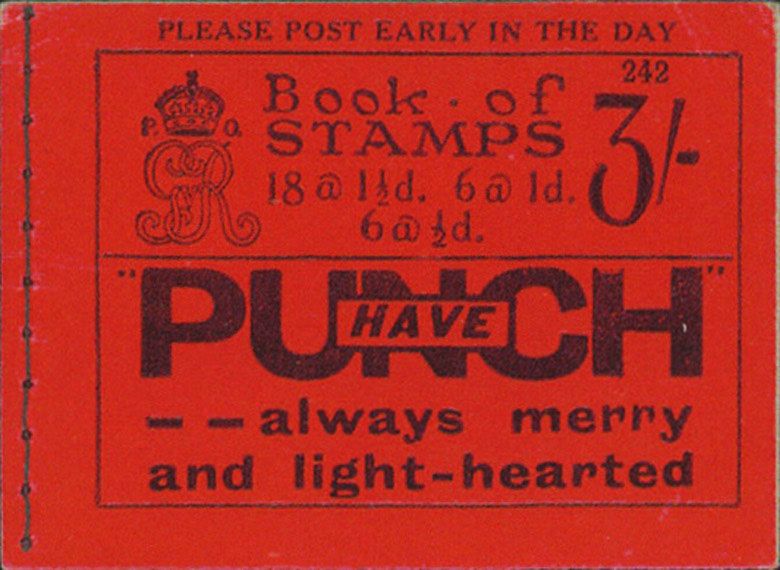 PLEASE POST EARLY IN THE DAY
242
P. O.
GR
Book · of
STAMPS
3/-
18 @ 1½d. 6 @ 1d.
6 @ ½d.
"PUNCH"
HAVE
-- always merry
and light-hearted